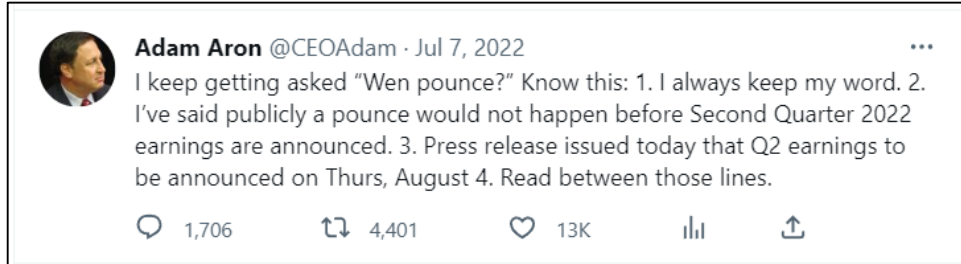 Adam Aron @CEOAdam · Jul 7, 2022
I keep getting asked “Wen pounce?” Know this: 1. I always keep my word. 2.
I’ve said publicly a pounce would not happen before Second Quarter 2022
earnings are announced. 3. Press release issued today that Q2 earnings to
be announced on Thurs, August 4. Read between those lines.
1,706 4,401 13K